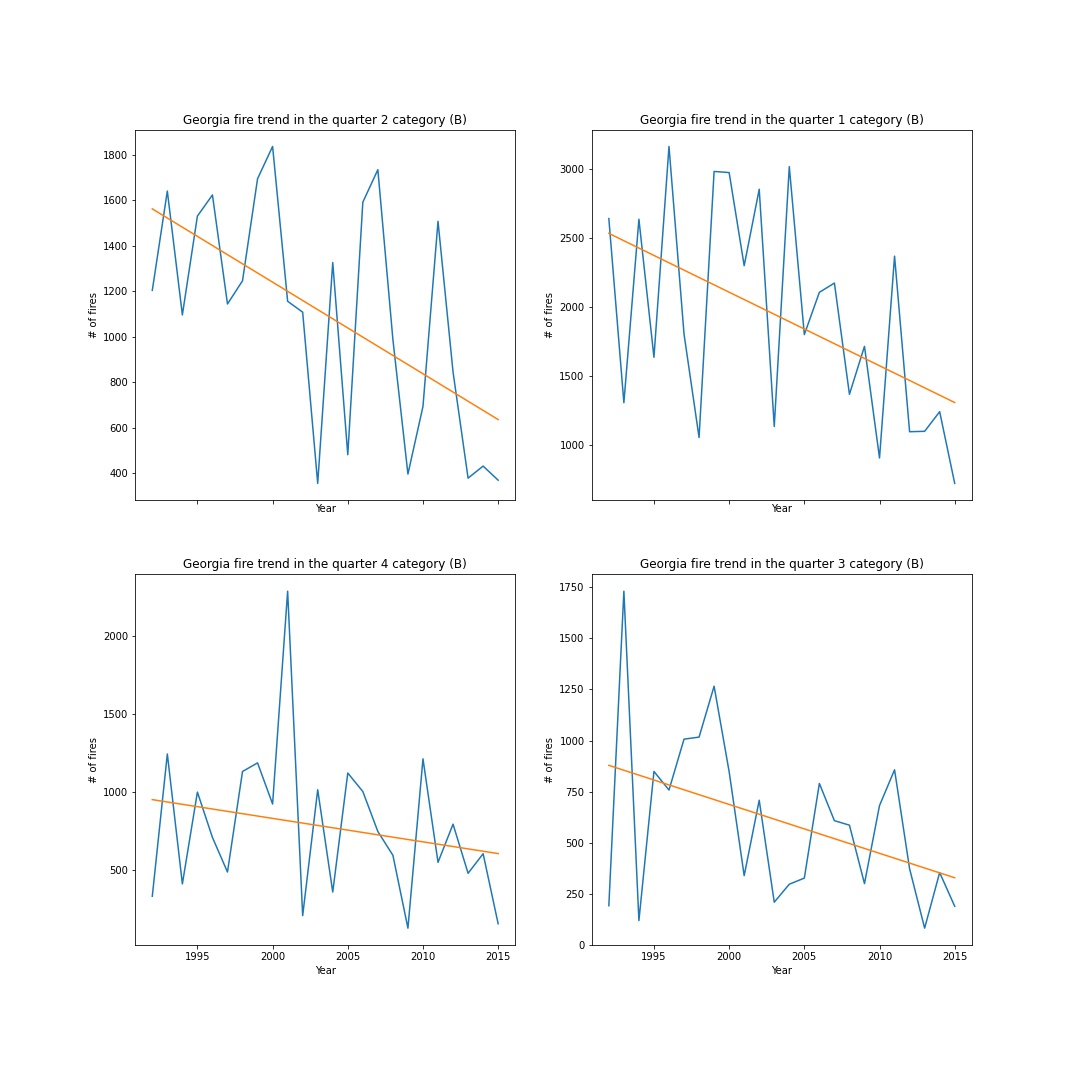 Georgia fire trend in the quarter 2 category (B)
1800
1600
1400
1200
1000
800
600
400
# of fires
Year
Georgia fire trend in the quarter 1 category (B)
3000
2500
2000
1500
1000
# of fires
Year
Georgia fire trend in the quarter 4 category (B)
2000
1500
1000
500
# of fires
1995 2000 2005 2010 2015
Year
Georgia fire trend in the quarter 3 category (B)
1750
1500
1250
1000
750
500
250
0
# of fires
1995 2000 2005 2010 2015
Year